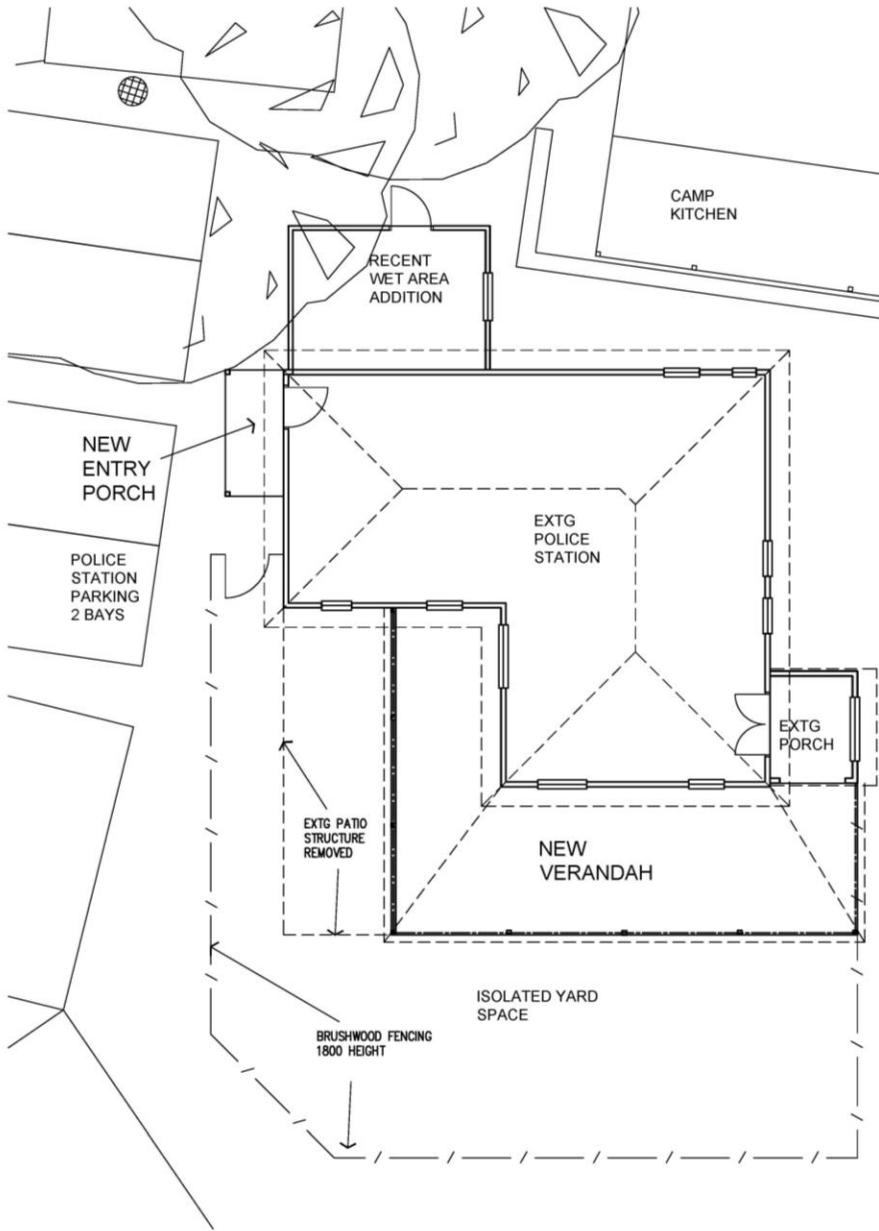 CAMP
KITCHEN
RECENT
WET AREA
ADDITION
NEW
ENTRY
PORCH
EXTG
POLICE
STATION
POLICE
STATION
PARKING
2 BAYS
EXTG
PORCH
EXTG PATIO
STRUCTURE
REMOVED
NEW
VERANDAH
ISOLATED YARD
SPACE
BRUSHWOOD FENCING
1800 HEIGHT